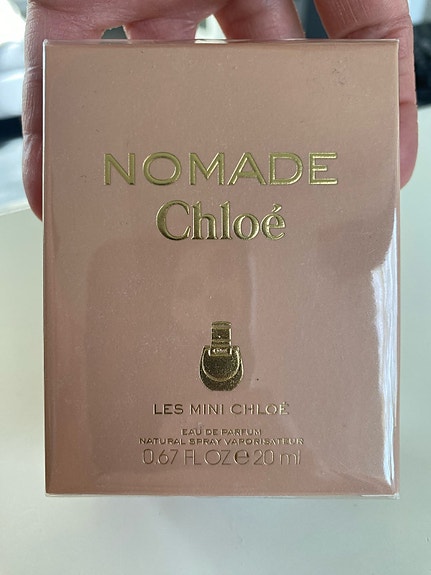 NOMADE
Chloé
LES MINI CHLOÉ
EAU DE PARFUM
NATURAL SPRAY VAPORISATEUR
0.67 FL OZ ℮ 20 ml